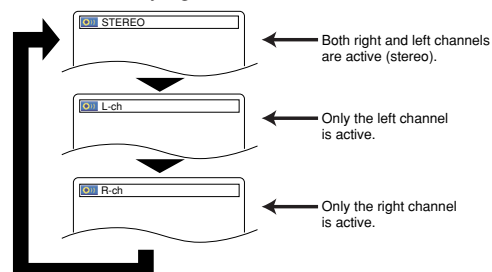 STEREO
Both right and left channels
are active (stereo).
L-ch
Only the left channel
is active.
R-ch
Only the right channel
is active.